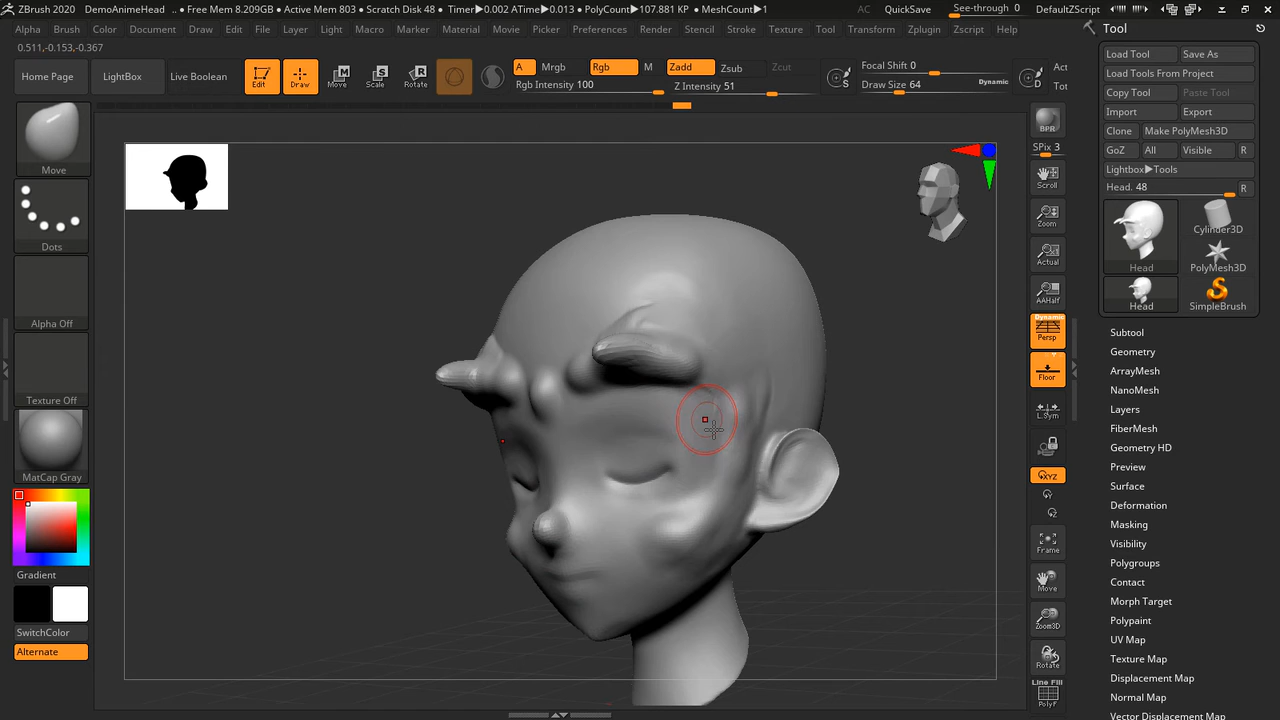 ZBrush 2020 DemoAnimeHead .. • Free Memory 8.209GB • Active Mem 803 • Scratch Disk 48 • Timer▶0.002 ATime▶0.013 • PolyCount▶107.881 KP • MeshCount▶1 AC QuickSave See-through 0 DefaultZScript
Alpha Brush Color Document Draw Edit File Layer Light Macro Marker Material Movie Picker Preferences Render Stencil Stroke Texture Tool Transform Zplugin Zscript Help
0.511,-0.153,-0.367
Home Page LightBox Live Boolean Edit Draw Move Scale Rotate
A Mrgb Rgb M Zadd Zsub Zcut
Rgb Intensity 100 Z Intensity 51
Focal Shift 0
Draw Size 64 Dynamic
S D
Act
Tot
Move
Dots
Alpha Off
Texture Off
MatCap Gray
Gradient
SwitchColor
Alternate
BPR
SPix 3
Scroll
Zoom
Actual
AAHalf
Dynamic
Persp
Floor
L.Sym
XYZ
Y
Z
Frame
Move
Zoom3D
Rotate
Line Fill
PolyF
Tool
Load Tool Save As
Load Tools From Project
Copy Tool Paste Tool
Import Export
Clone Make PolyMesh3D
GoZ All Visible R
Lightbox▶Tools
Head. 48 R
Head Cylinder3D
PolyMesh3D
Head SimpleBrush
Subtool
Geometry
ArrayMesh
NanoMesh
Layers
FiberMesh
Geometry HD
Preview
Surface
Deformation
Masking
Visibility
Polygroups
Contact
Morph Target
Polypaint
UV Map
Texture Map
Displacement Map
Normal Map
Vector Displacement Map